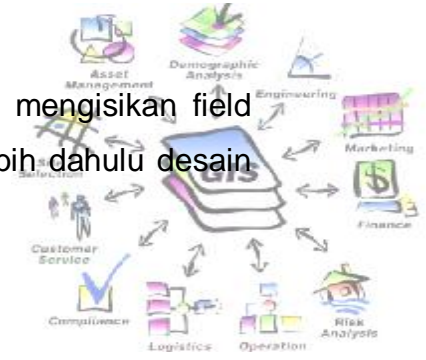 Asset
Management
Demographic
Analysis
Engineering
mengisikan field
Marketing
bih dahulu desain
Selection
GIS
Finance
Customer
Service
Compliance
Logistics
Operation
Risk
Analysis